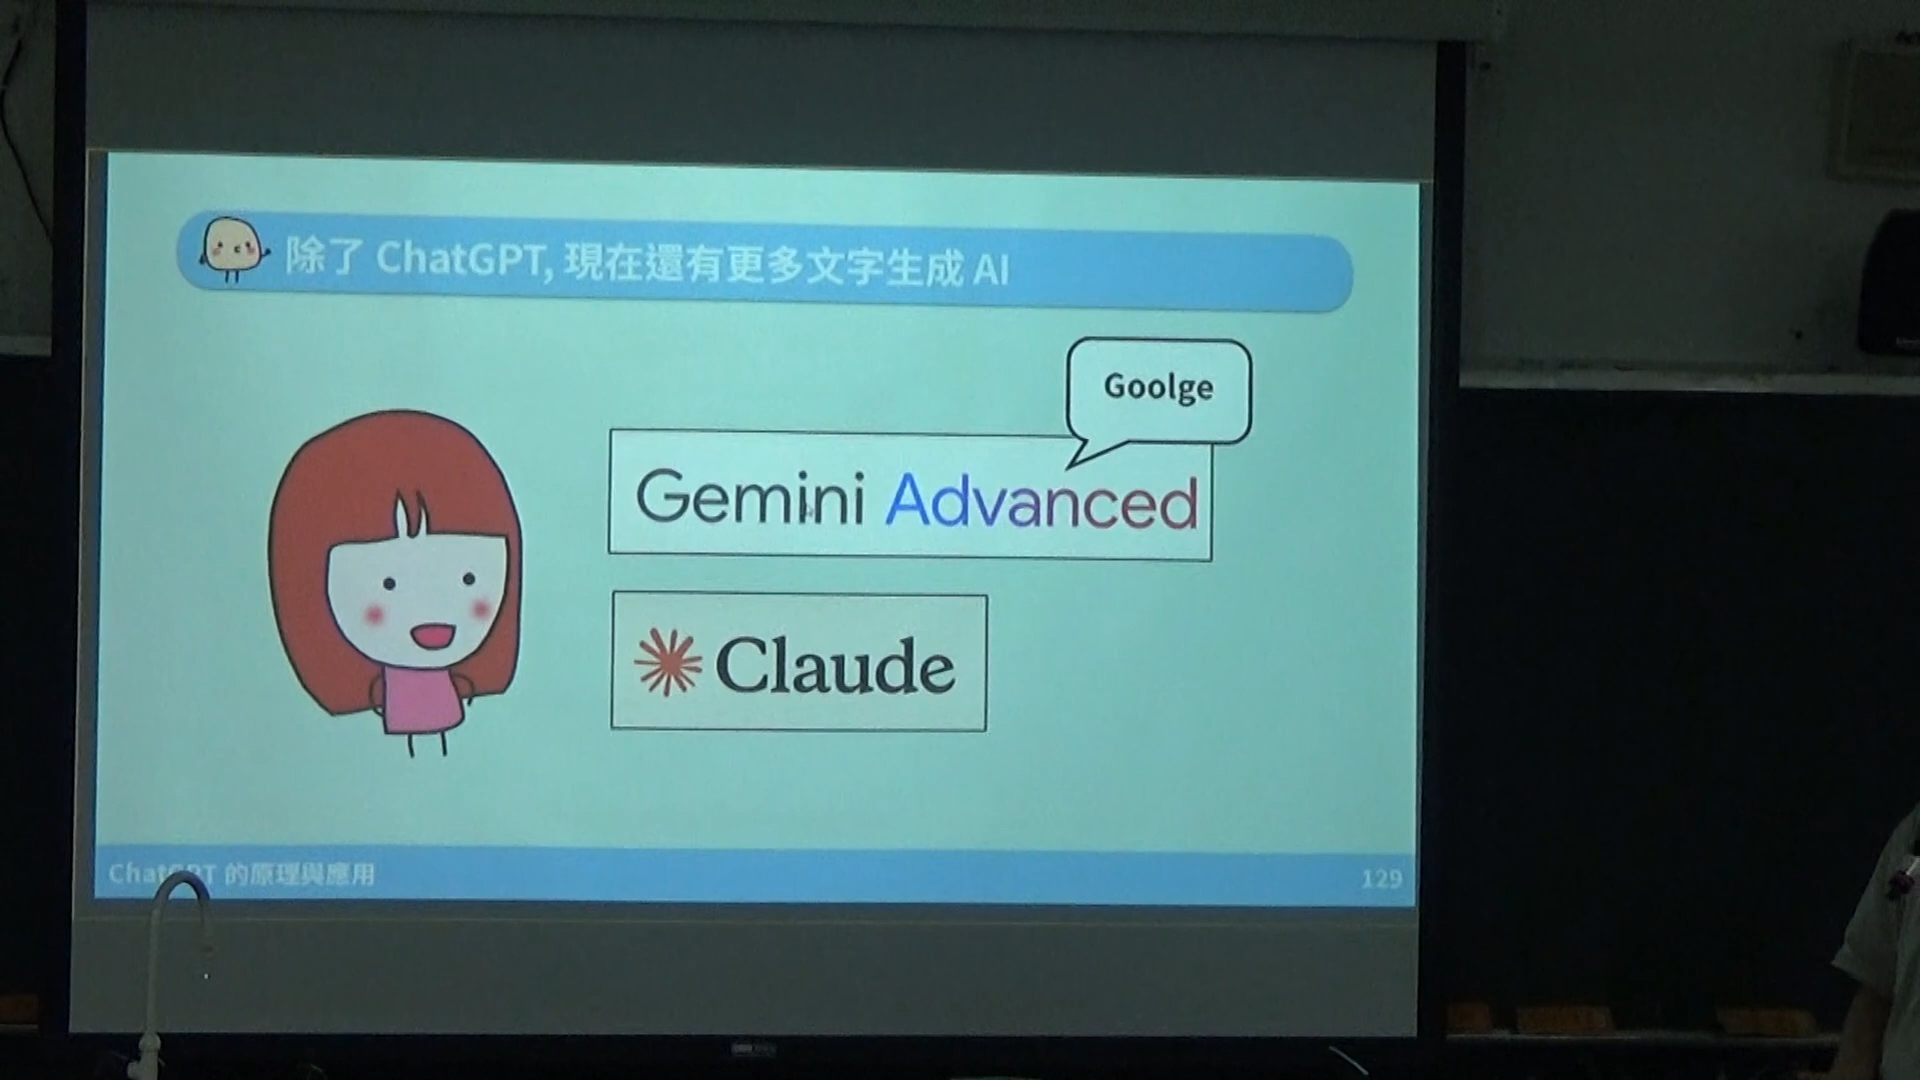 除了 ChatGPT, 現在還有更多文字生成 AI
Goolge
Gemini Advanced
Claude
ChatGPT 的原理與應用
129